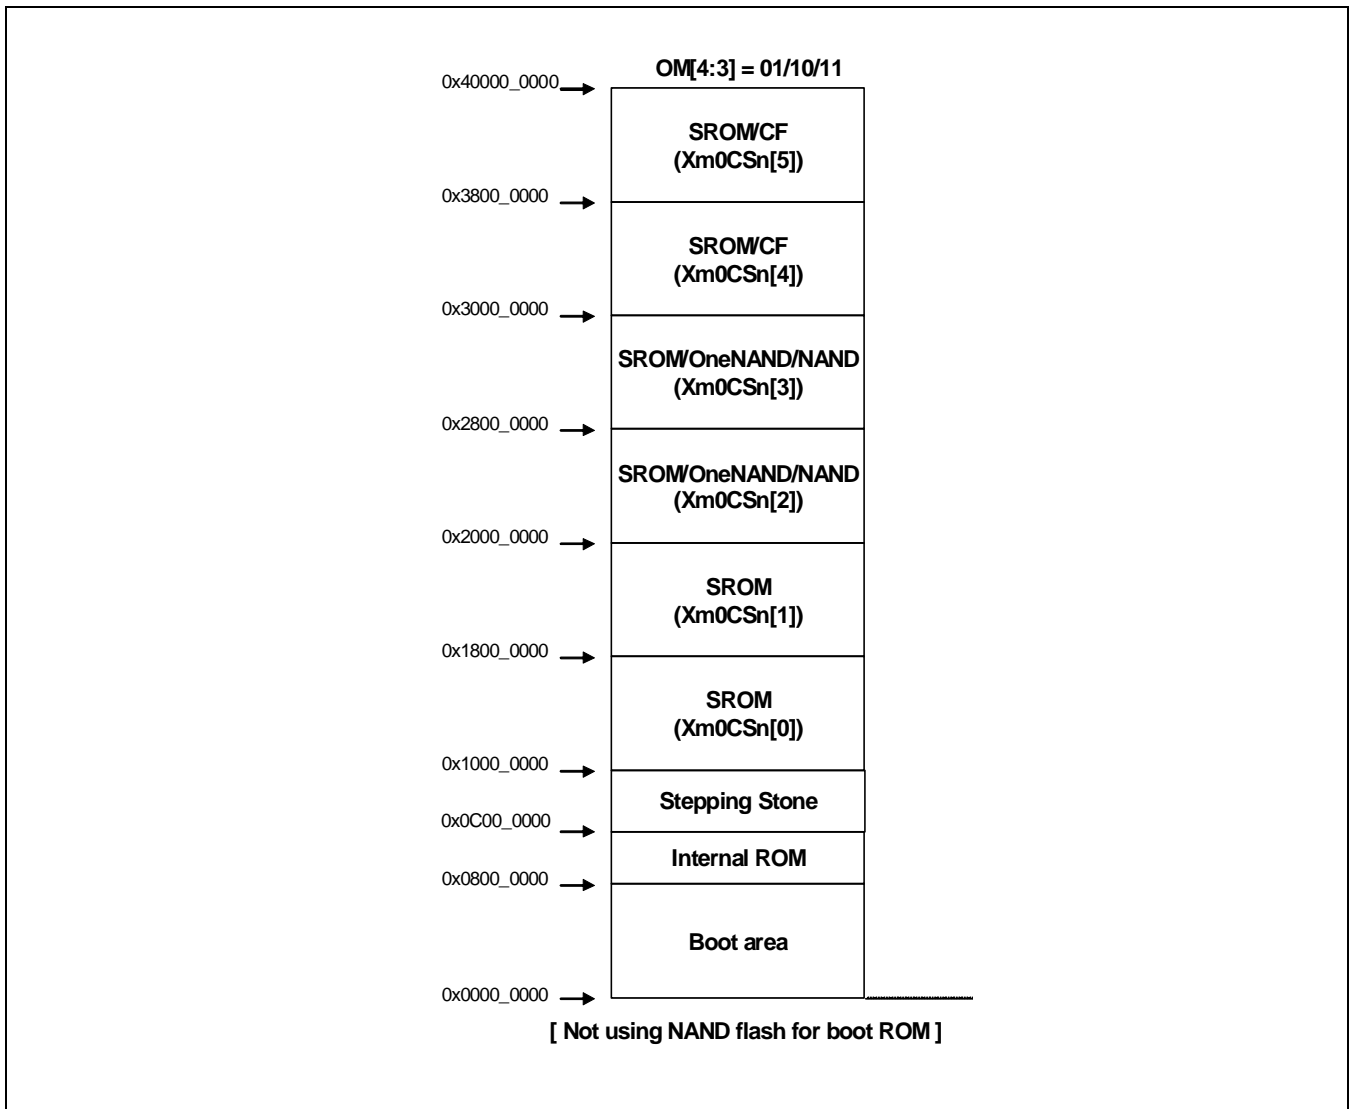 OM[4:3] = 01/10/11
0x40000_0000
SROM/CF
(Xm0CSn[5])
0x3800_0000
SROM/CF
(Xm0CSn[4])
0x3000_0000
SROM/OneNAND/NAND
(Xm0CSn[3])
0x2800_0000
SROM/OneNAND/NAND
(Xm0CSn[2])
0x2000_0000
SROM
(Xm0CSn[1])
0x1800_0000
SROM
(Xm0CSn[0])
0x1000_0000
Stepping Stone
0x0C00_0000
Internal ROM
0x0800_0000
Boot area
0x0000_0000
[ Not using NAND flash for boot ROM ]